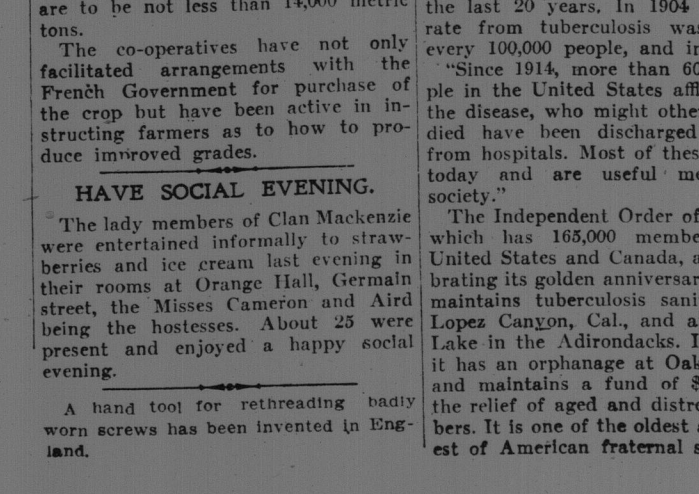 are to be not less than 14,000 metric
tons.
The co-operatives have not only
facilitated arrangements with the
French Government for purchase of
the crop but have been active in in-
structing farmers as to how to pro-
duce improved grades.
HAVE SOCIAL EVENING.
The lady members of Clan Mackenzie
were entertained informally to straw-
berries and ice cream last evening in
their rooms at Orange Hall, Germain
street, the Misses Cameron and Aird
being the hostesses. About 25 were
present and enjoyed a happy social
evening.
A hand tool for rethreading badly
worn screws has been invented in Eng-
land.
the last 20 years. In 1904
rate from tuberculosis was
every 100,000 people, and
"Since 1914, more than 60
ple in the United States
the disease, who might
died have been discharged
from hospitals. Most of
today and are useful
society."
The Independent Order of
which has 165,000
United States and Canada,
brating its golden
maintains tuberculosis
Lopez Canyon, Cal., and
Lake in the Adirondacks.
it has an orphanage at
and maintains a fund of
the relief of aged and
bers. It is one of the oldest
est of American fraternal